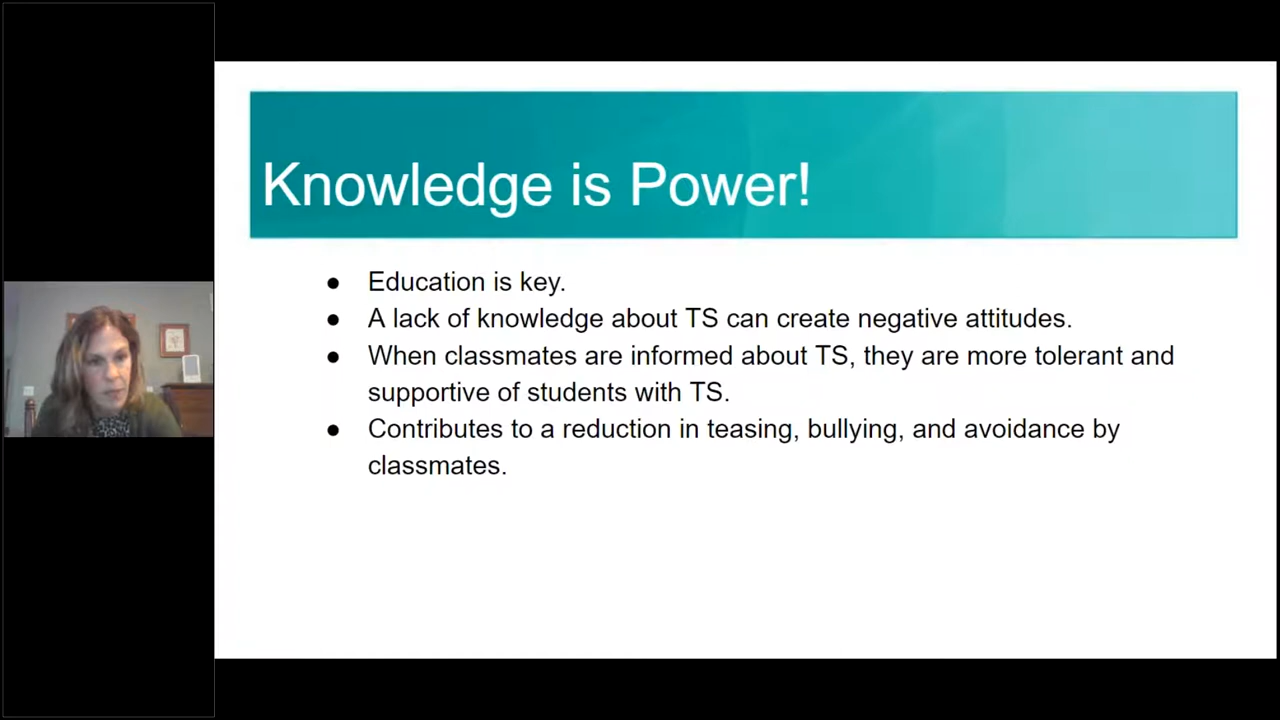 Knowledge is Power!
● Education is key.
● A lack of knowledge about TS can create negative attitudes.
● When classmates are informed about TS, they are more tolerant and
supportive of students with TS.
● Contributes to a reduction in teasing, bullying, and avoidance by
classmates.